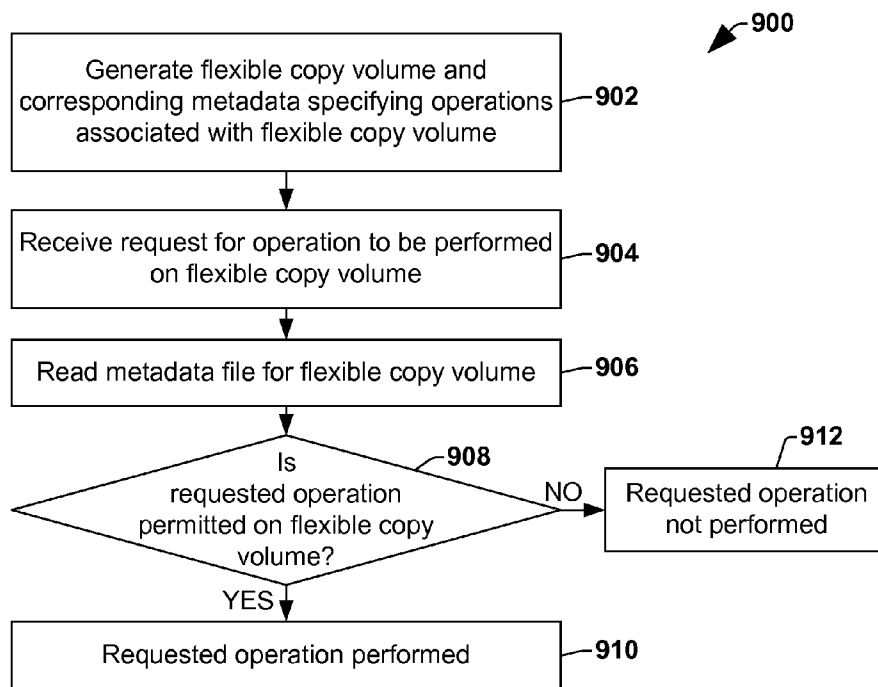 900
Generate flexible copy volume and
corresponding metadata specifying operations
associated with flexible copy volume
902
Receive request for operation to be performed
on flexible copy volume
904
Read metadata file for flexible copy volume
906
Is
requested operation
permitted on flexible copy
volume?
908
NO
912
Requested operation
not performed
YES
Requested operation performed
910